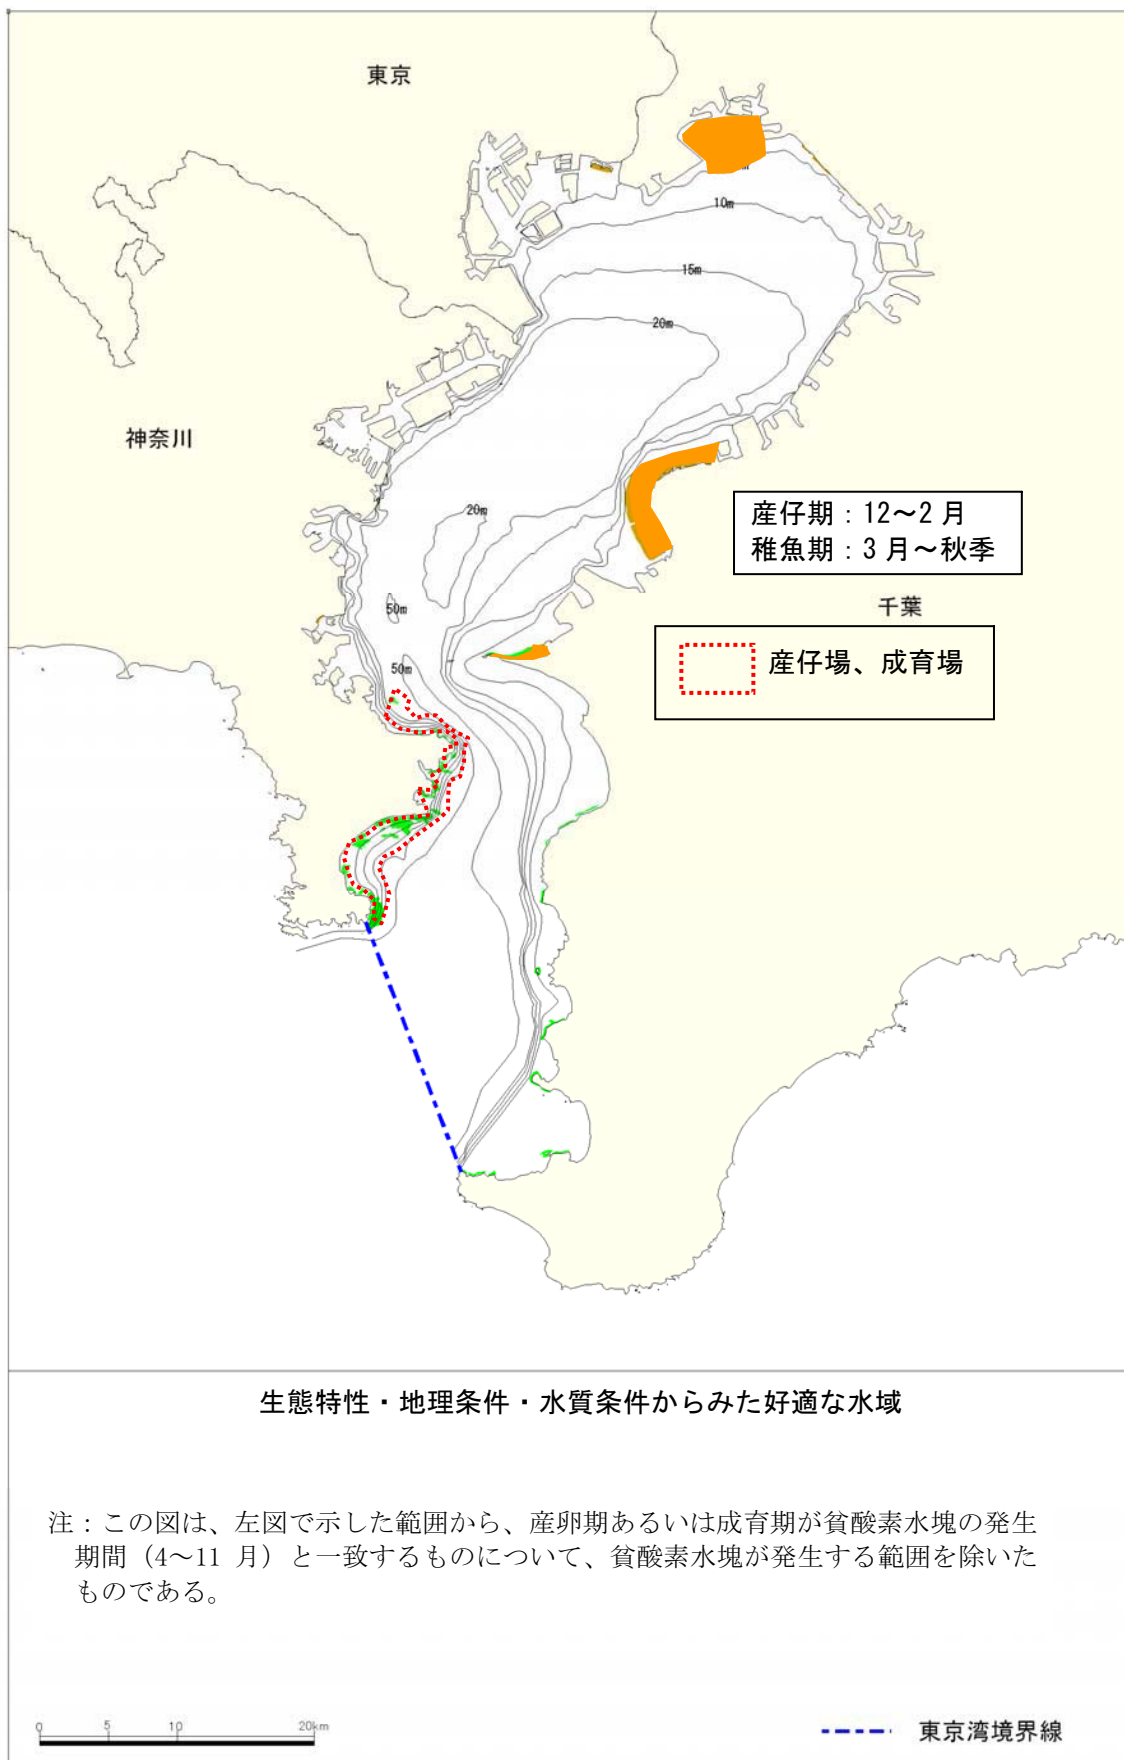 東京
10m
15m
20m
神奈川
20m
産仔期：12～2 月
稚魚期：3 月～秋季
千葉
50m
50m
産仔場、成育場
生態特性・地理条件・水質条件からみた好適な水域
注：この図は、左図で示した範囲から、産卵期あるいは成育期が貧酸素水塊の発生
期間（4～11 月）と一致するものについて、貧酸素水塊が発生する範囲を除いた
ものである。
0 5 10 20km
東京湾境界線